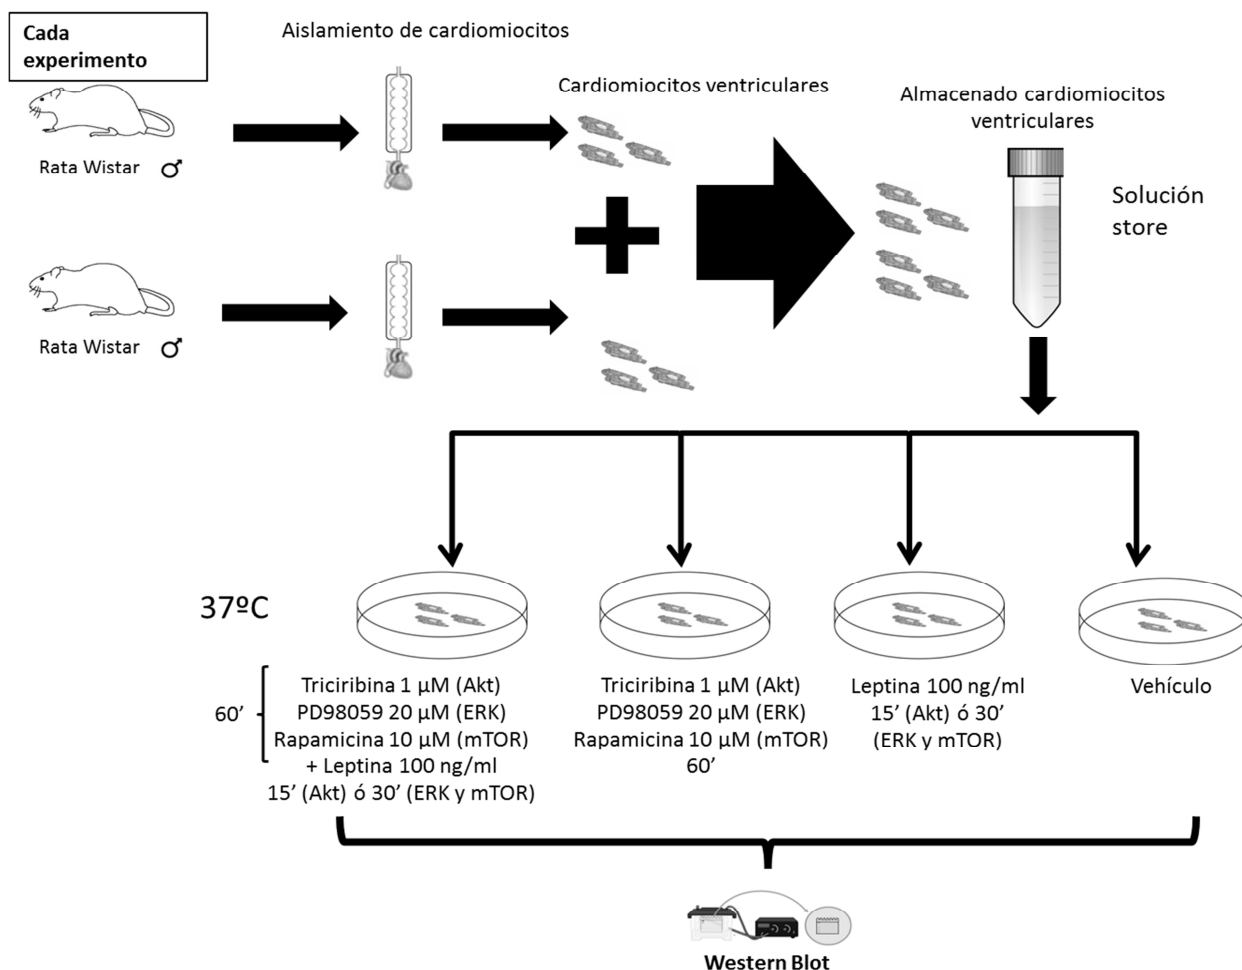 Cada
experimento
Aislamiento de cardiomiocitos
Cardiomiocitos ventriculares
Almacenado cardiomiocitos
ventriculares
Rata Wistar ♂
Solución
store
Rata Wistar ♂
37ºC
60’
Triciribina 1 µM (Akt)
PD98059 20 µM (ERK)
Rapamicina 10 µM (mTOR)
+ Leptina 100 ng/ml
15’ (Akt) ó 30’ (ERK y mTOR)
Triciribina 1 µM (Akt)
PD98059 20 µM (ERK)
Rapamicina 10 µM (mTOR)
60’
Leptina 100 ng/ml
15’ (Akt) ó 30’
(ERK y mTOR)
Vehículo
Western Blot